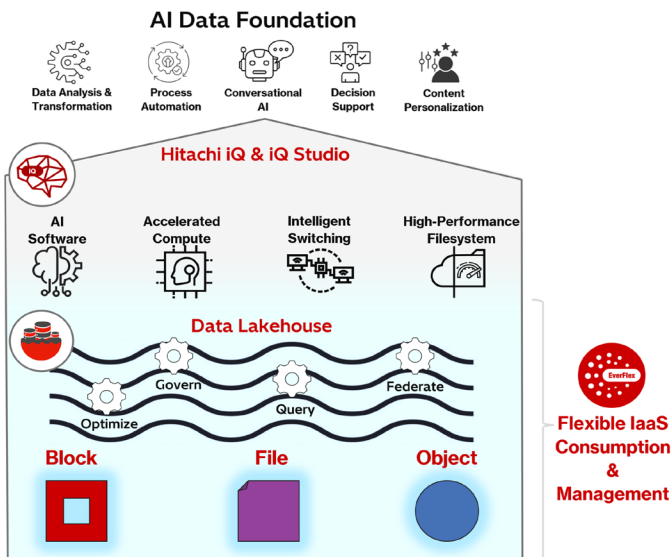 AI Data Foundation
Data Analysis &
Transformation
Process
Automation
Conversational
AI
Decision
Support
Content
Personalization
Hitachi iQ & iQ Studio
IQ
AI
Software
Accelerated
Compute
Intelligent
Switching
High-Performance
Filesystem
Data Lakehouse
Govern
Federate
Query
Optimize
EverFlex
Flexible IaaS
Consumption
&
Management
Block
File
Object